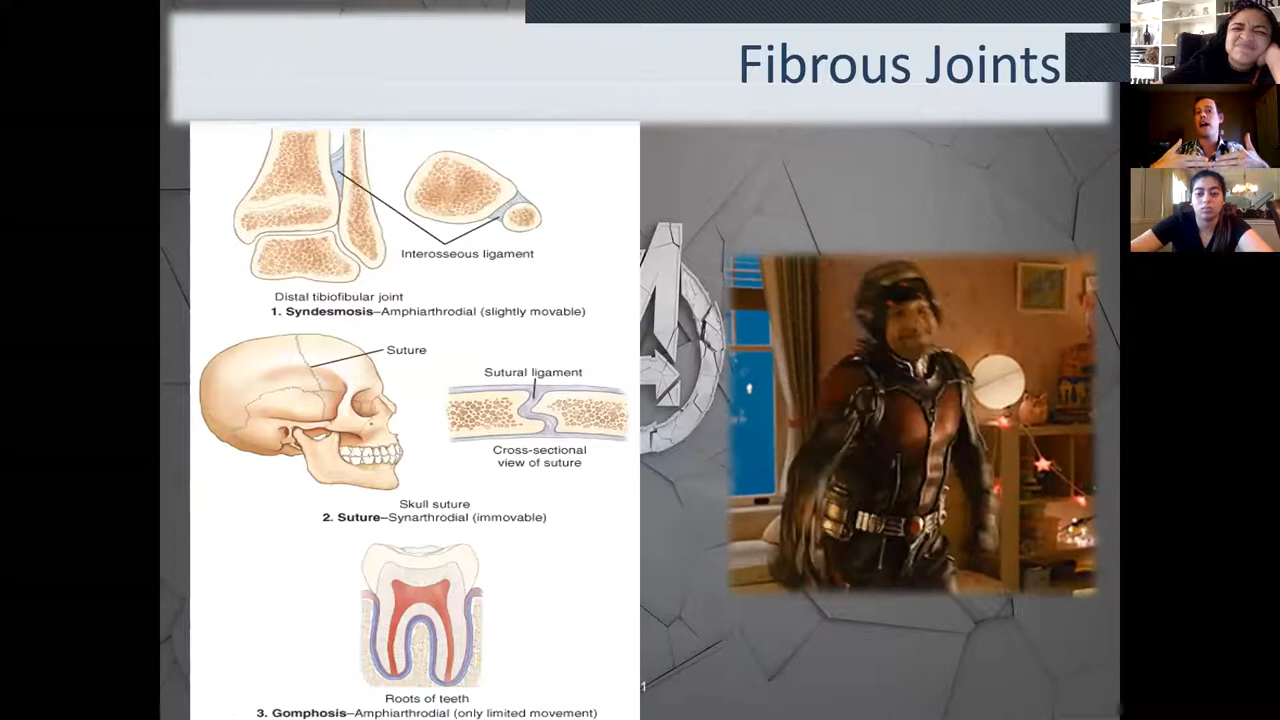 Fibrous Joints
Interosseous ligament
Distal tibiofibular joint
1. Syndesmosis–Amphiarthrodial (slightly movable)
Suture
Sutural ligament
Cross-sectional
view of suture
Skull suture
2. Suture–Synarthrodial (immovable)
Roots of teeth
3. Gomphosis–Amphiarthrodial (only limited movement)
1